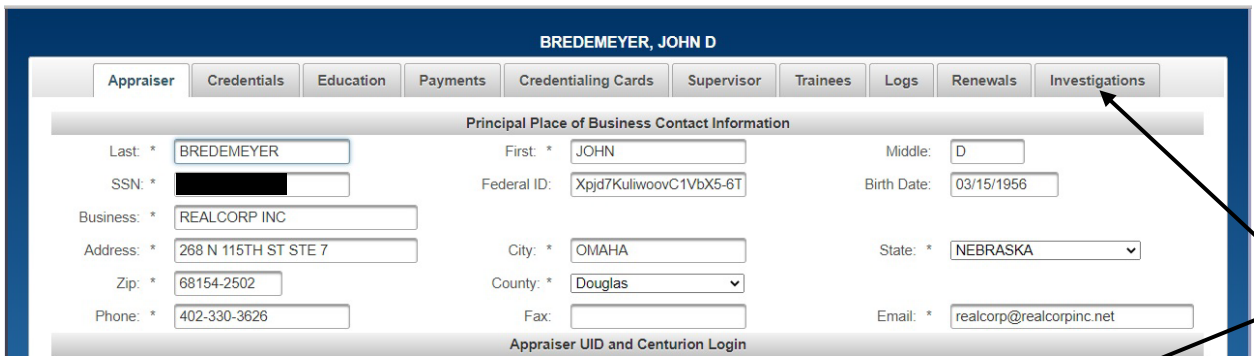 BREDEMEYER, JOHN D
Appraiser Credentials Education Payments Credentialing Cards Supervisor Trainees Logs Renewals Investigations
Principal Place of Business Contact Information
Last: * BREDEMEYER First: * JOHN Middle: D
SSN: * Federal ID: Xpjd7KuliwoovC1VbX5-6T Birth Date: 03/15/1956
Business: * REALCORP INC
Address: * 268 N 115TH ST STE 7 City: * OMAHA State: * NEBRASKA
Zip: * 68154-2502 County: * Douglas
Phone: * 402-330-3626 Fax: Email: * realcorp@realcorpinc.net
Appraiser UID and Centurion Login